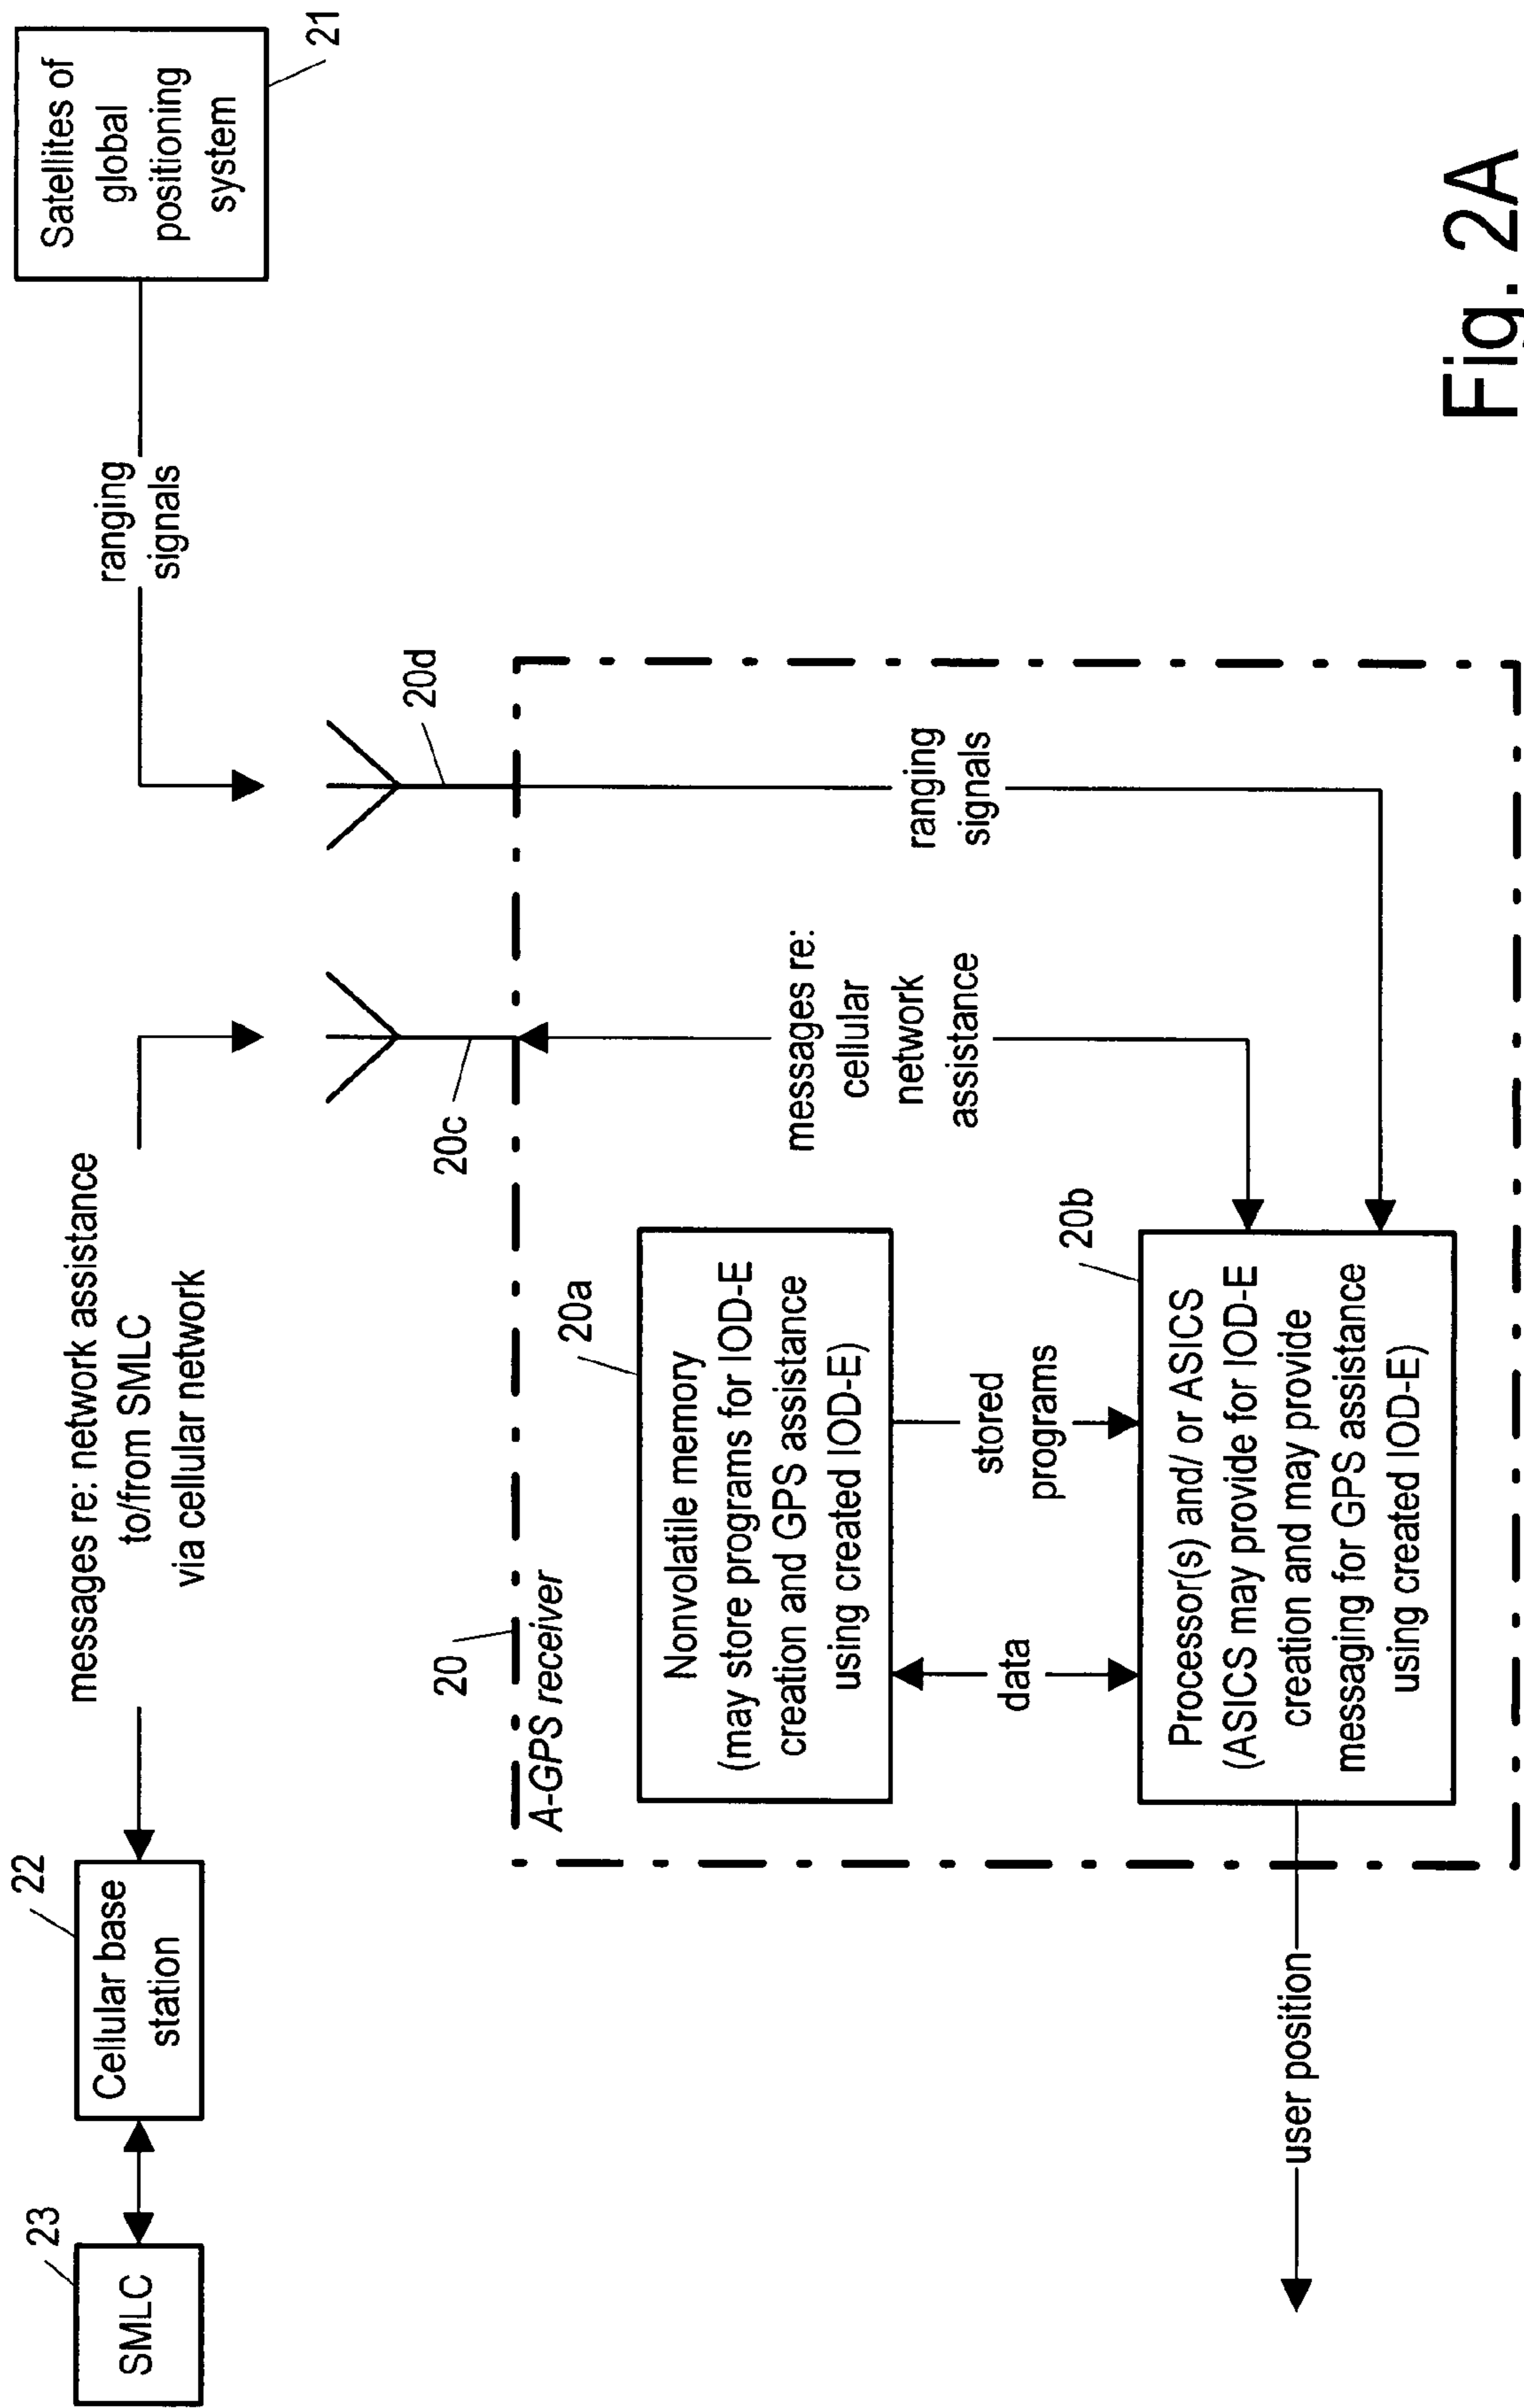 23
SMLC
22
Cellular base
station
messages re: network assistance
to/from SMLC
via cellular network
ranging
signals
Satellites of
global
positioning
system
21
20
A-GPS receiver
20c
20d
Nonvolatile memory
(may store programs for IOD-E
creation and GPS assistance
using created IOD-E)
20a
messages re:
cellular
network
assistance
ranging
signals
data
stored
programs
Processor(s) and/ or ASICS
(ASICS may provide for IOD-E
creation and may provide
messaging for GPS assistance
using created IOD-E)
20b
user position
Fig. 2A